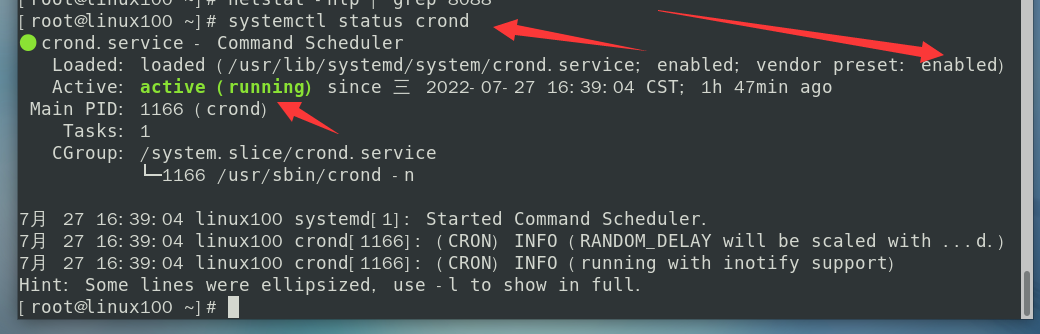 [root@linux100 ~]# netstat -ntp | grep 8088
[root@linux100 ~]# systemctl status crond
● crond.service - Command Scheduler
Loaded: loaded (/usr/lib/systemd/system/crond.service; enabled; vendor preset: enabled)
Active: active (running) since 三 2022-07-27 16:39:04 CST; 1h 47min ago
Main PID: 1166 (crond)
Tasks: 1
CGroup: /system.slice/crond.service
└─1166 /usr/sbin/crond -n
7月 27 16:39:04 linux100 systemd[1]: Started Command Scheduler.
7月 27 16:39:04 linux100 crond[1166]: (CRON) INFO (RANDOM_DELAY will be scaled with ...d.)
7月 27 16:39:04 linux100 crond[1166]: (CRON) INFO (running with inotify support)
Hint: Some lines were ellipsized, use -l to show in full.
[root@linux100 ~]#